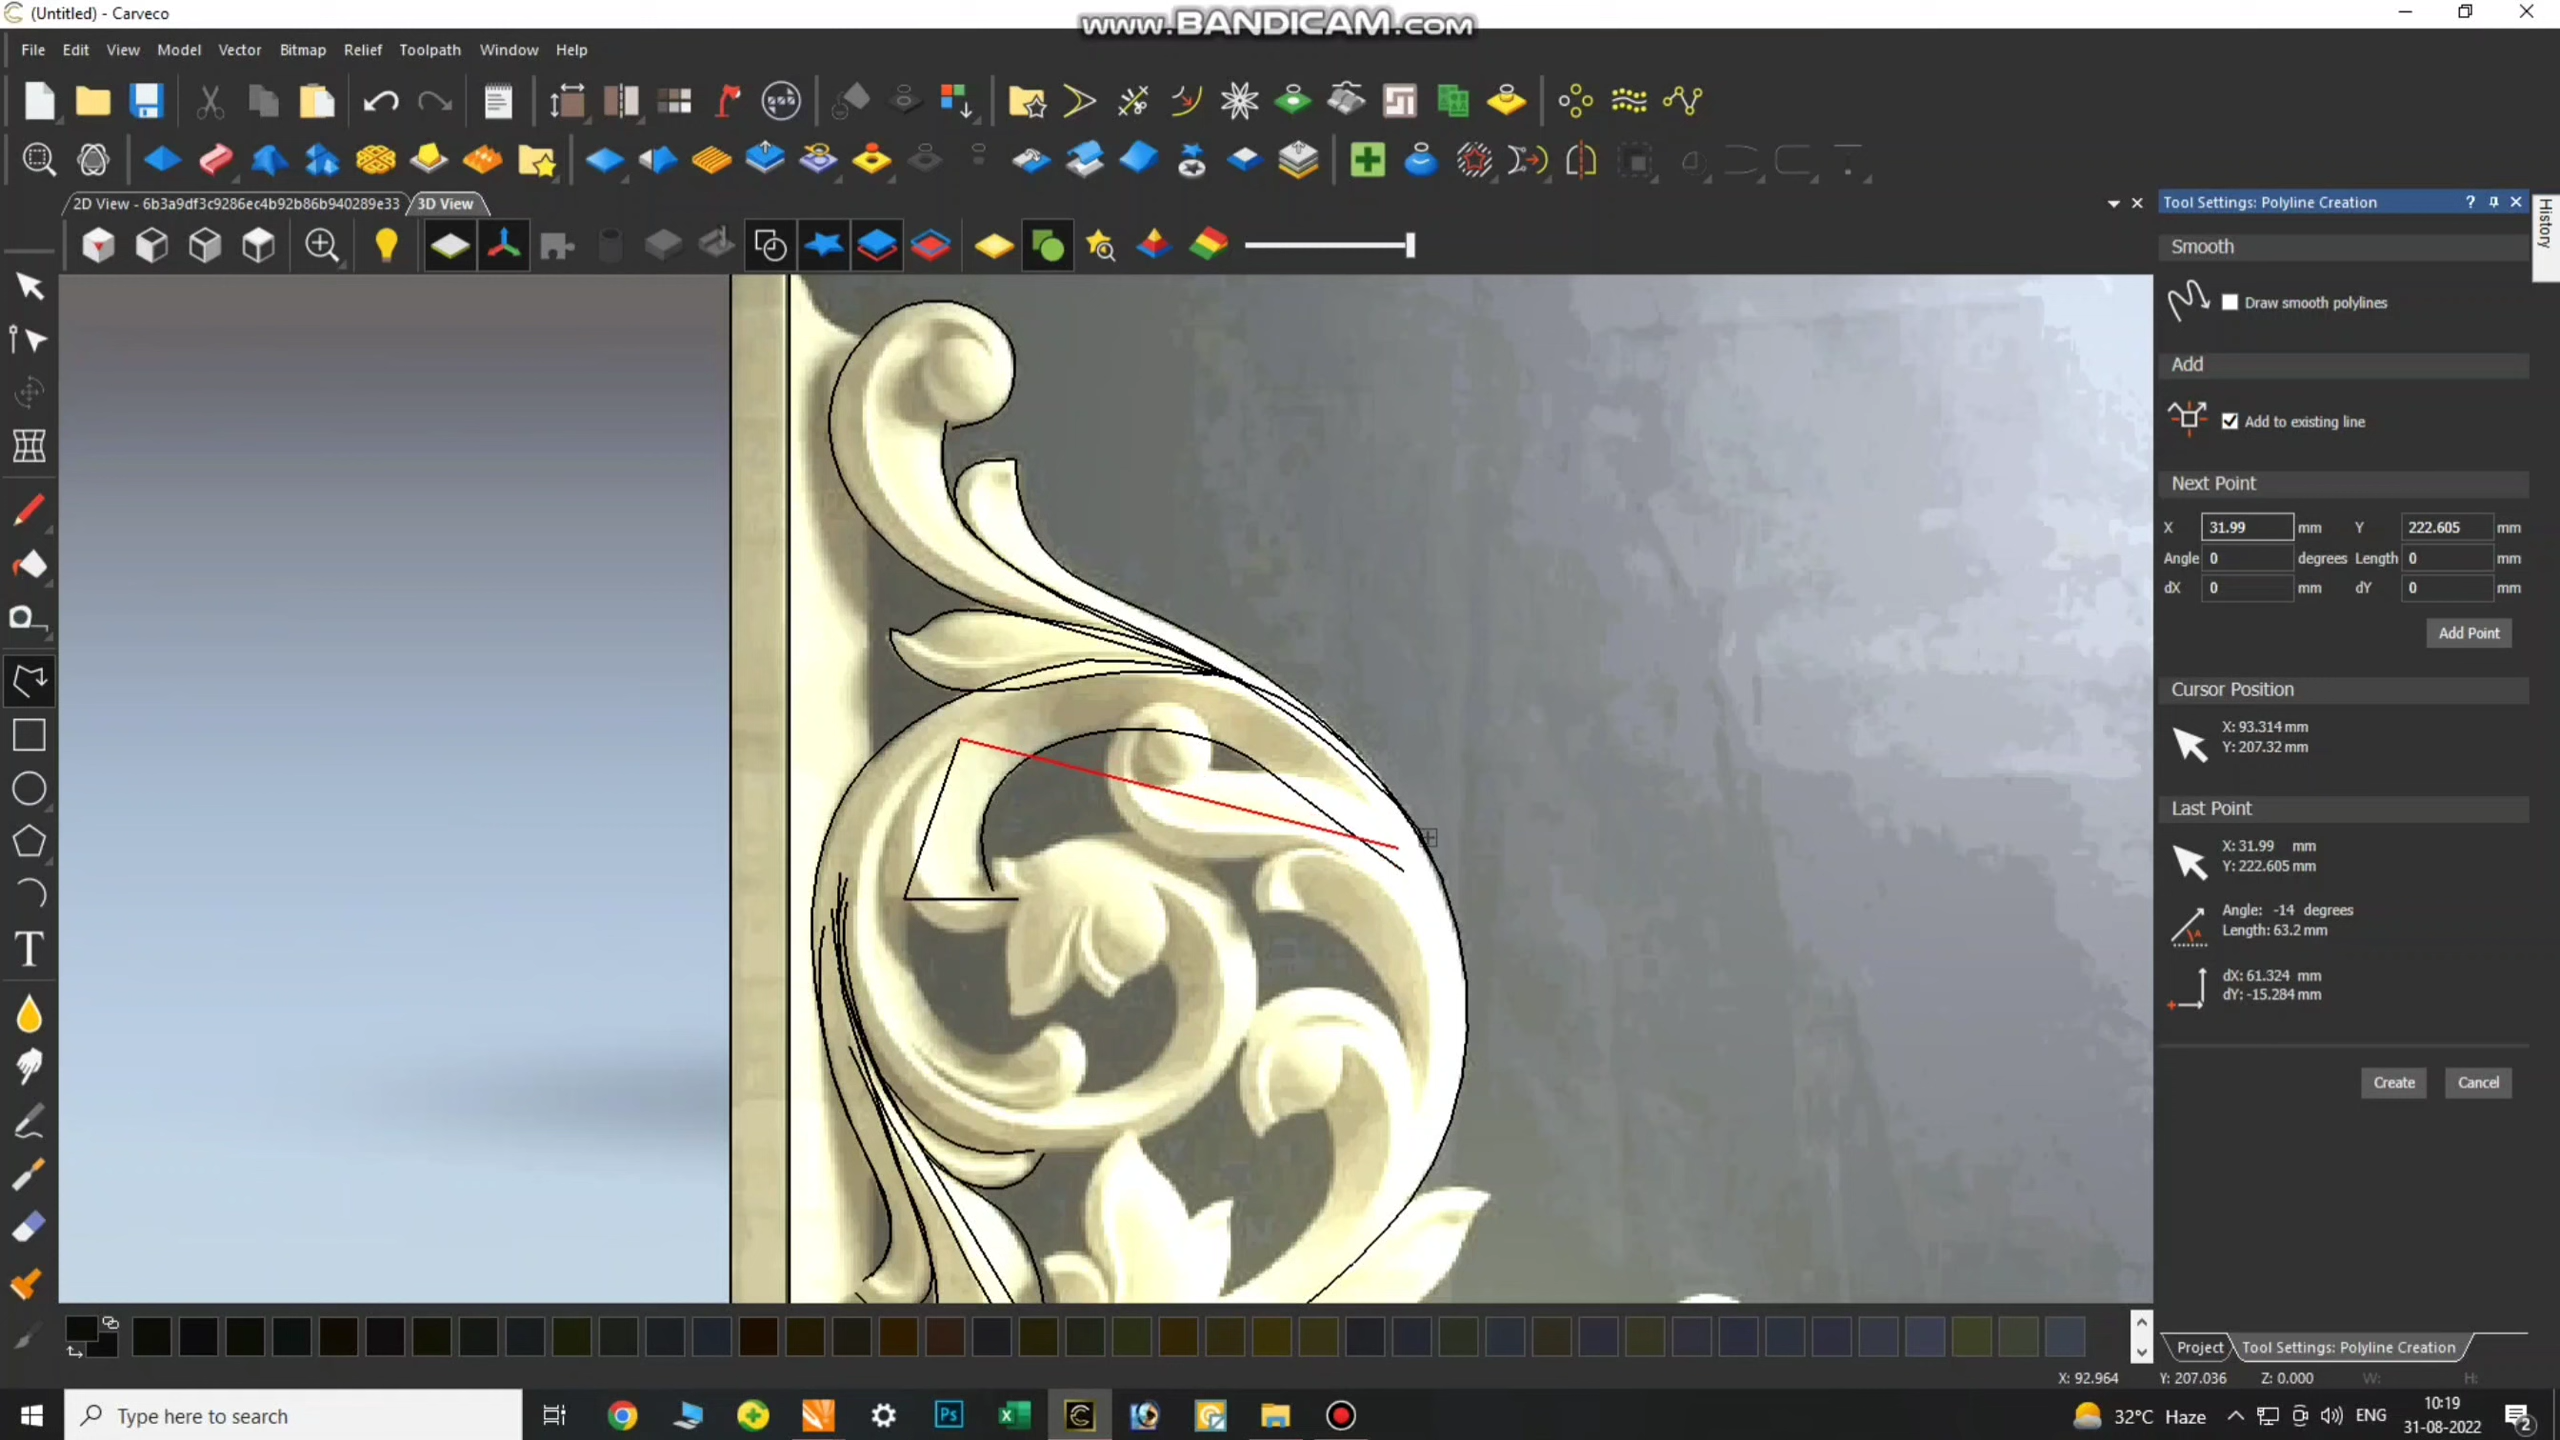 (Untitled) - Carveco
www.BANDICAM.com
File Edit View Model Vector Bitmap Relief Toolpath Window Help
2D View - 6b3a9df3c9286ec4b92b86b940289e33 3D View
Tool Settings: Polyline Creation
History
Smooth
Draw smooth polylines
Add
Add to existing line
Next Point
X 31.99 mm Y 222.605 mm
Angle 0 degrees Length 0 mm
dX 0 mm dY 0 mm
Add Point
Cursor Position
X: 93.314 mm
Y: 207.32 mm
Last Point
X: 31.99 mm
Y: 222.605 mm
Angle: -14 degrees
Length: 63.2 mm
dX: 61.324 mm
dY: -15.284 mm
Create Cancel
T
Project Tool Settings: Polyline Creation
X: 92.964 Y: 207.036 Z: 0.000 W: H:
Type here to search
Ps
32°C Haze
ENG
10:19
31-08-2022
2